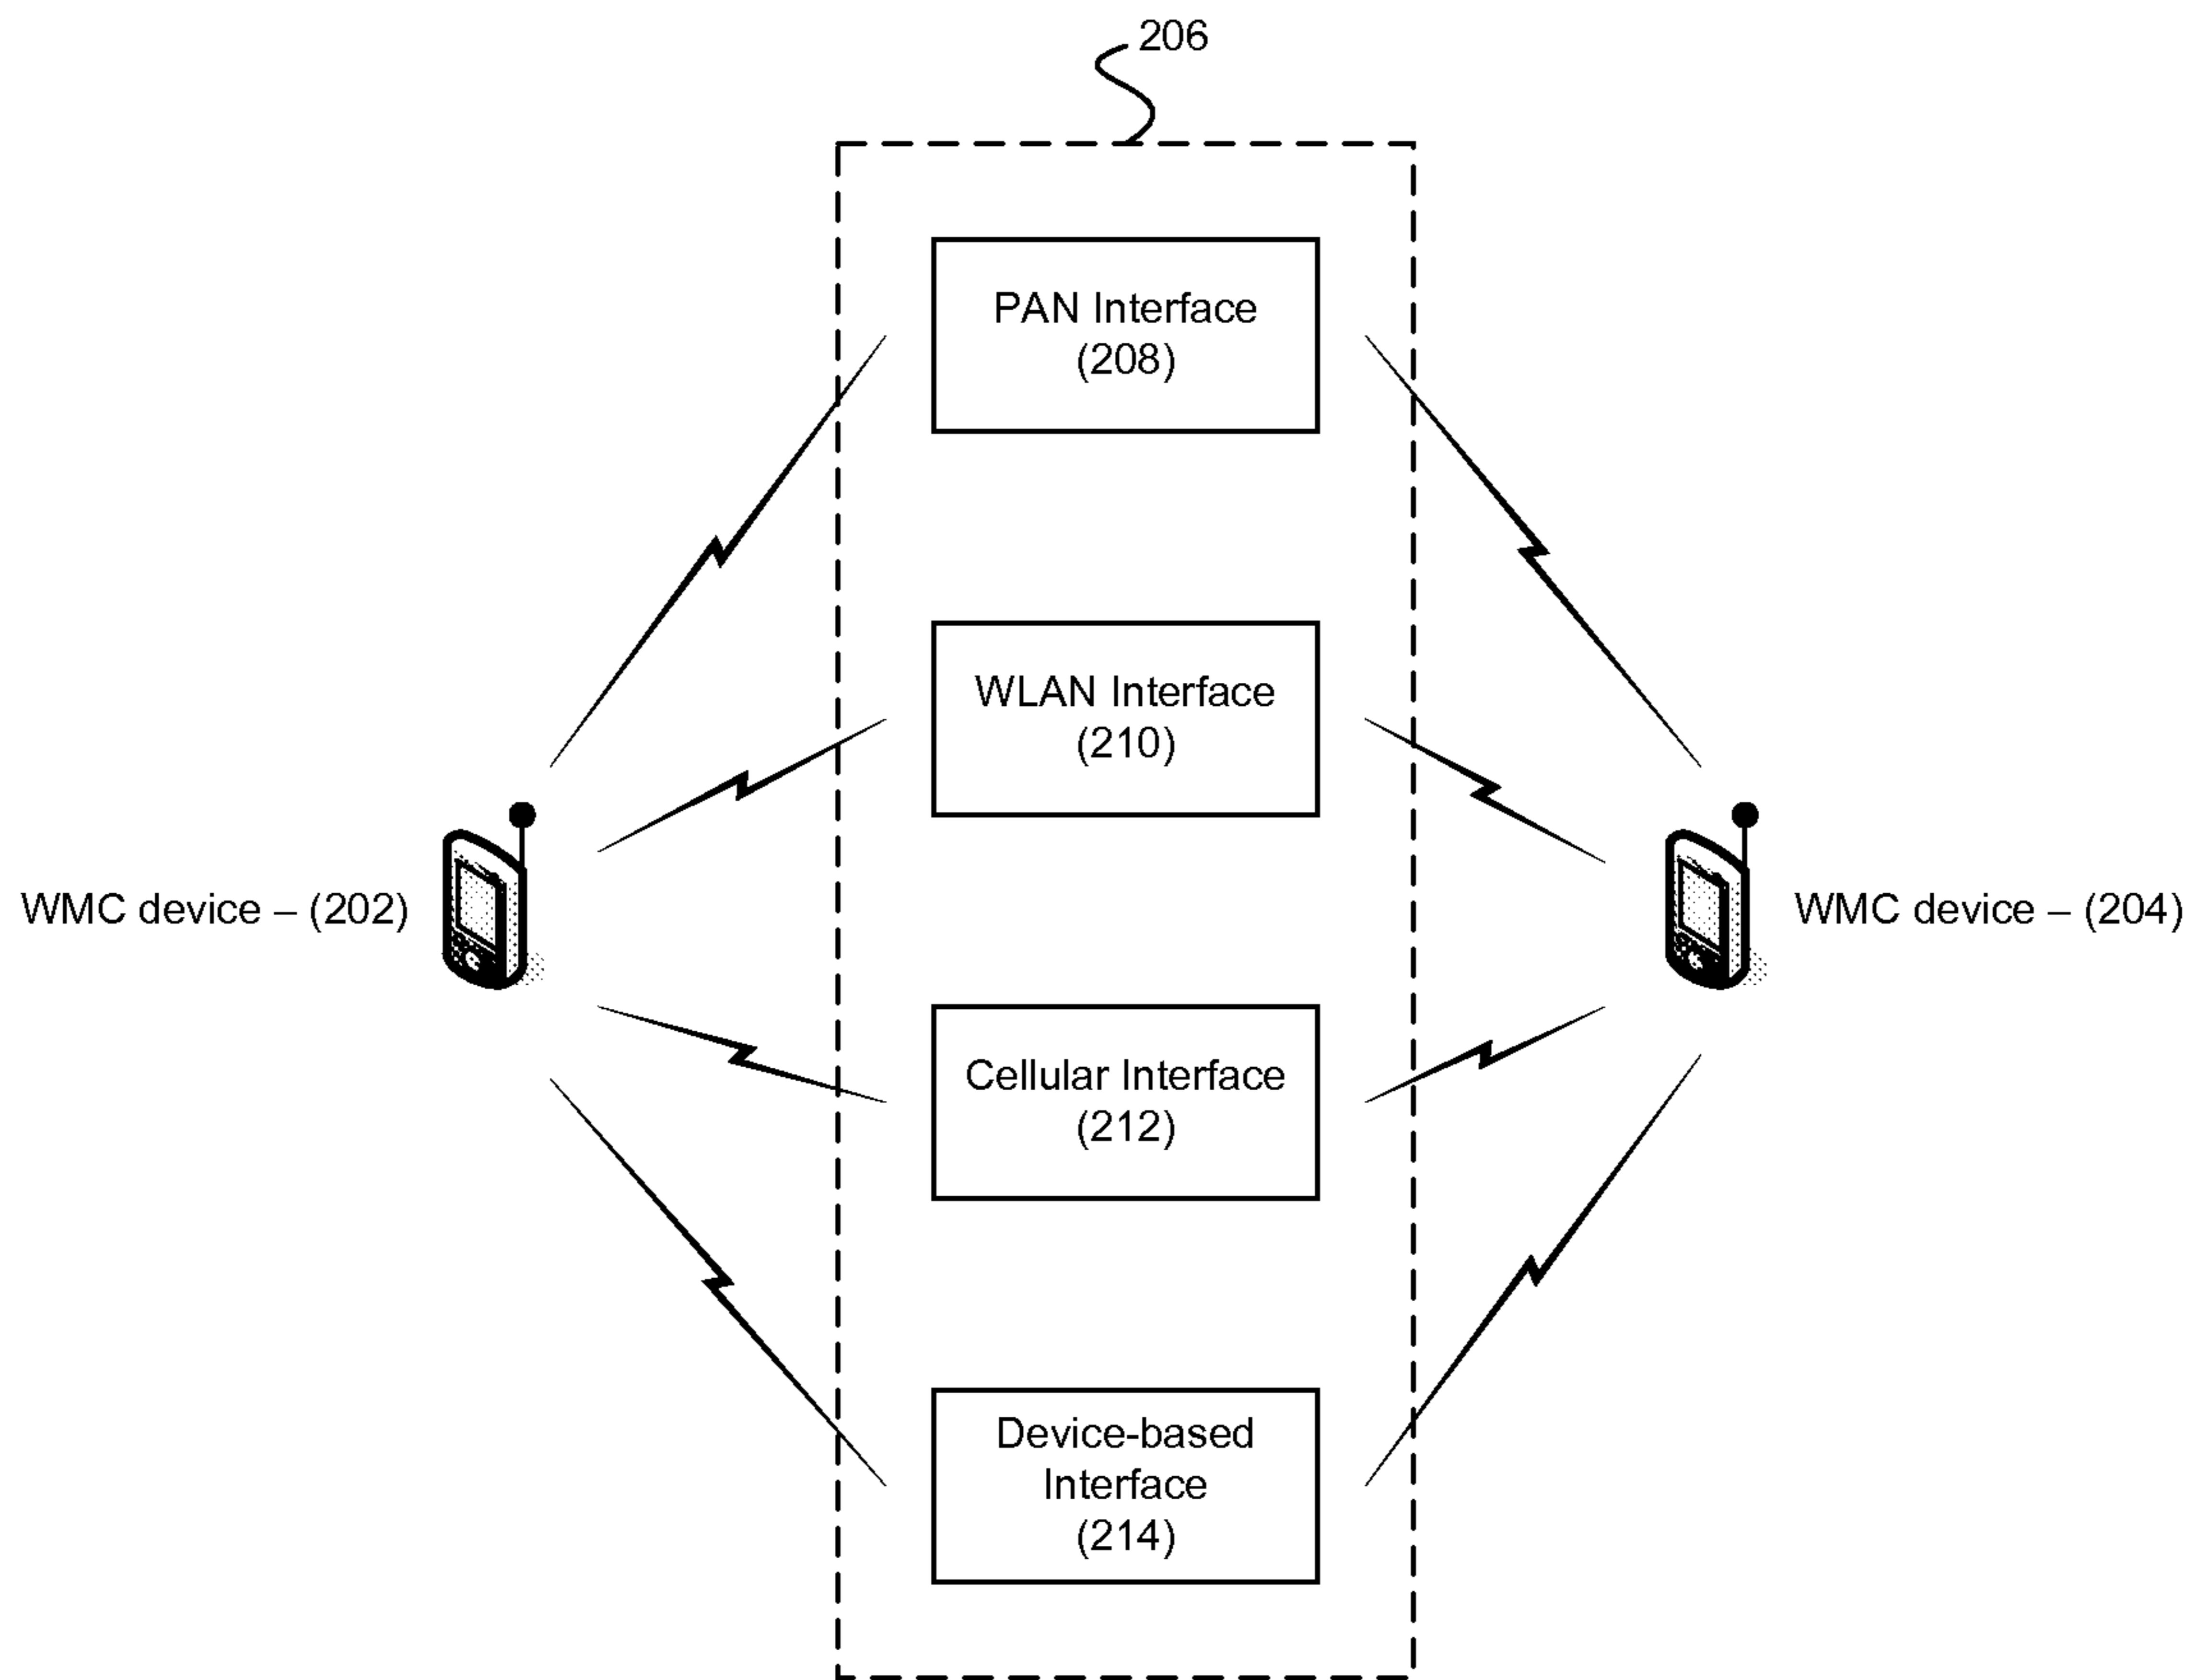 206
PAN Interface
(208)
WLAN Interface
(210)
WMC device – (202)
WMC device – (204)
Cellular Interface
(212)
Device-based
Interface
(214)